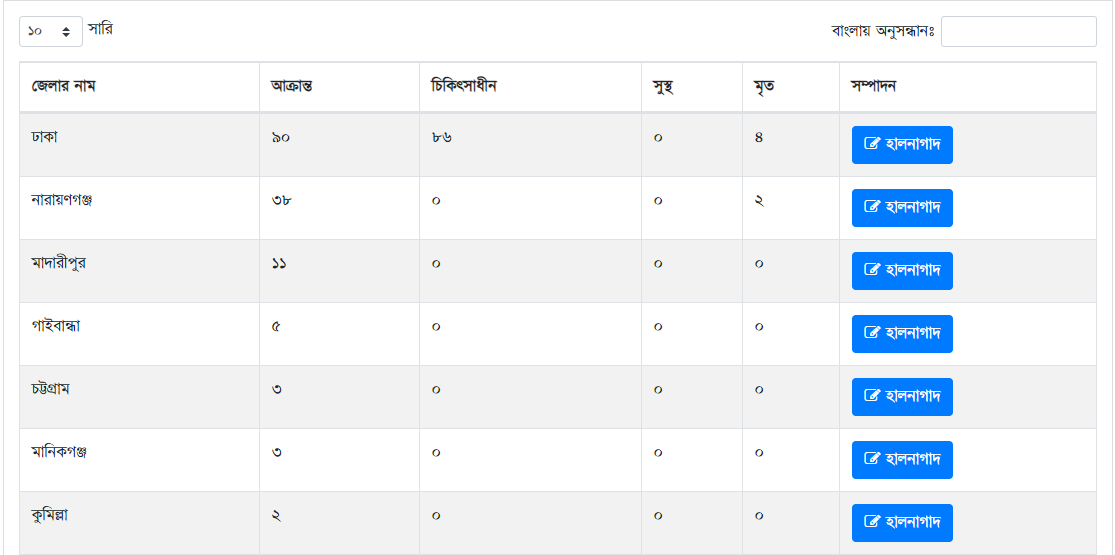 ১০ সারি বাংলায় অনুসন্ধানঃ
জেলার নাম আক্রান্ত চিকিৎসাধীন সুস্থ মৃত সম্পাদন
ঢাকা ৯০ ৮৬ ০ ৪ হালনাগাদ
নারায়ণগঞ্জ ৩৮ ০ ০ ২ হালনাগাদ
মাদারীপুর ১১ ০ ০ ০ হালনাগাদ
গাইবান্ধা ৫ ০ ০ ০ হালনাগাদ
চট্টগ্রাম ৩ ০ ০ ০ হালনাগাদ
মানিকগঞ্জ ৩ ০ ০ ০ হালনাগাদ
কুমিল্লা ২ ০ ০ ০ হালনাগাদ